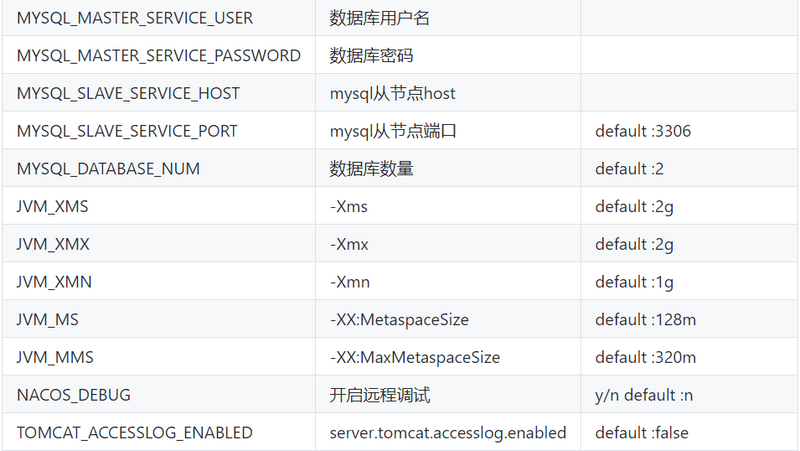 MYSQL_MASTER_SERVICE_USER 数据库用户名
MYSQL_MASTER_SERVICE_PASSWORD 数据库密码
MYSQL_SLAVE_SERVICE_HOST mysql从节点host
MYSQL_SLAVE_SERVICE_PORT mysql从节点端口 default :3306
MYSQL_DATABASE_NUM 数据库数量 default :2
JVM_XMS -Xms default :2g
JVM_XMX -Xmx default :2g
JVM_XMN -Xmn default :1g
JVM_MS -XX:MetaspaceSize default :128m
JVM_MMS -XX:MaxMetaspaceSize default :320m
NACOS_DEBUG 开启远程调试 y/n default :n
TOMCAT_ACCESSLOG_ENABLED server.tomcat.accesslog.enabled default :false